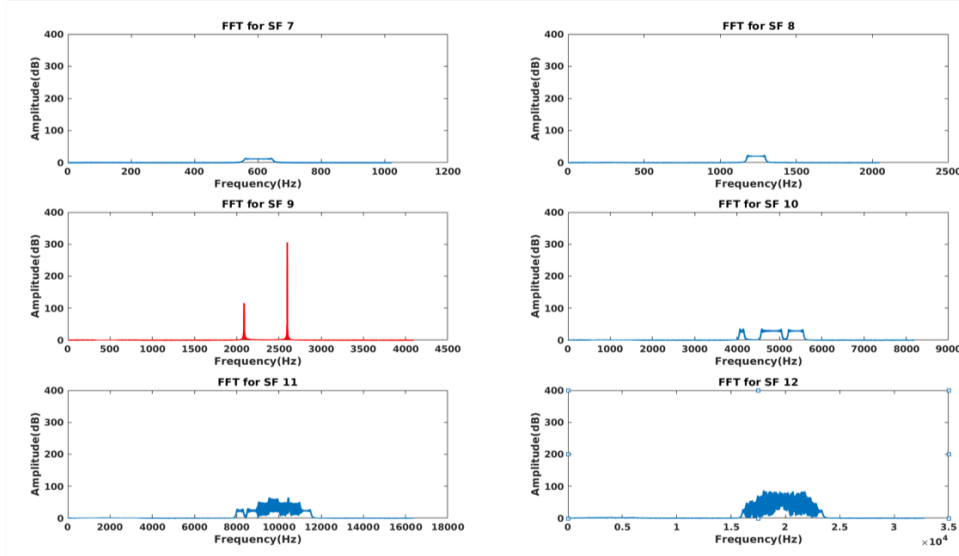 FFT for SF 7
400
300
200
100
0
Amplitude(dB)
0 200 400 600 800 1000 1200
Frequency(Hz)
FFT for SF 8
400
300
200
100
0
Amplitude(dB)
0 500 1000 1500 2000 2500
Frequency(Hz)
FFT for SF 9
400
300
200
100
0
Amplitude(dB)
0 500 1000 1500 2000 2500 3000 3500 4000 4500
Frequency(Hz)
FFT for SF 10
400
300
200
100
0
Amplitude(dB)
0 1000 2000 3000 4000 5000 6000 7000 8000 9000
Frequency(Hz)
FFT for SF 11
400
300
200
100
0
Amplitude(dB)
0 2000 4000 6000 8000 10000 12000 14000 16000 18000
Frequency(Hz)
FFT for SF 12
400
300
200
100
0
Amplitude(dB)
0 0.5 1 1.5 2 2.5 3 3.5
Frequency(Hz)
×10⁴